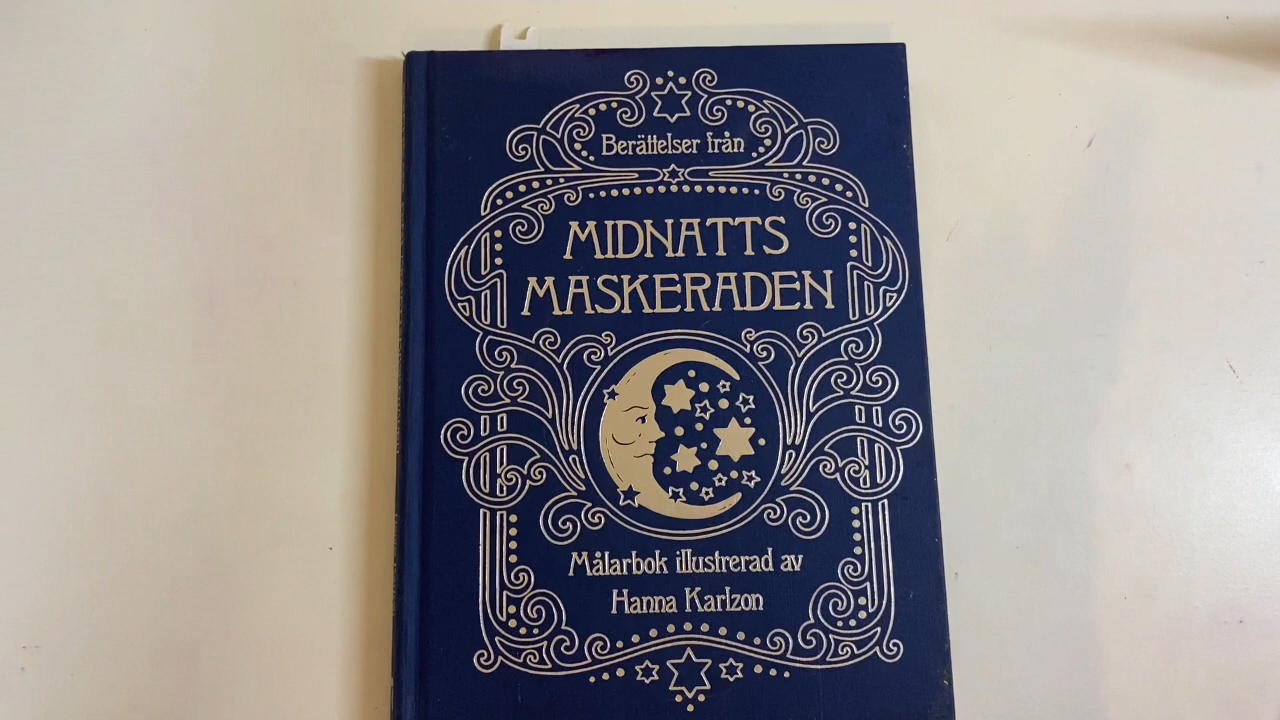 Berättelser från
MIDNATTS
MASKERADEN
Målarbok illustrerad av
Hanna Karlzon